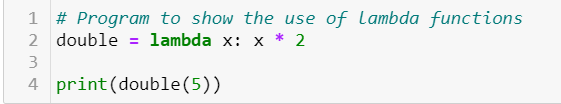 1 # Program to show the use of lambda functions
2 double = lambda x: x * 2
3
4 print(double(5))